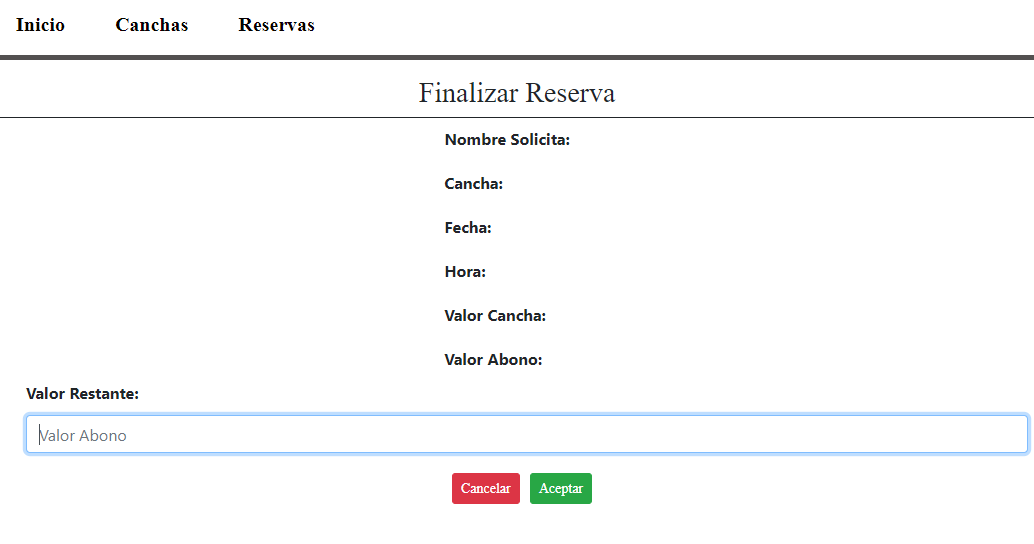 Inicio Canchas Reservas
Finalizar Reserva
Nombre Solicita:
Cancha:
Fecha:
Hora:
Valor Cancha:
Valor Abono:
Valor Restante:
Valor Abono
Cancelar Aceptar